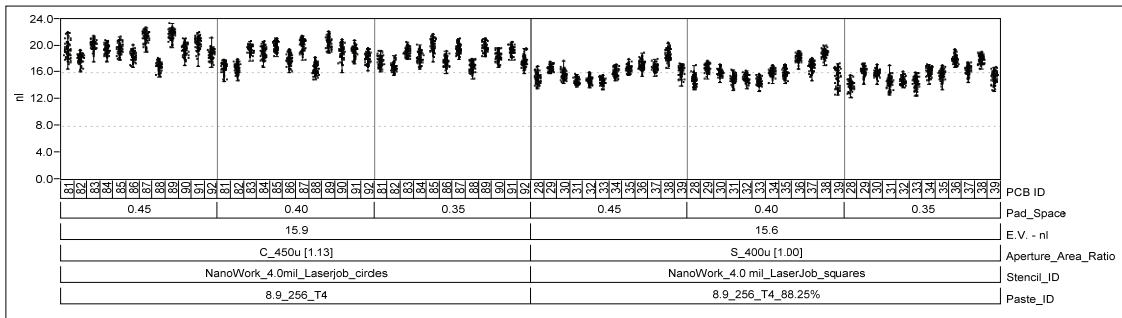 24.0
20.0
16.0
12.0
8.0
4.0
0.0
nl
81 82 83 84 85 86 87 88 89 90 91 92 81 82 83 84 85 86 87 88 89 90 91 92 81 82 83 84 85 86 87 88 89 90 91 92 28 29 30 31 32 33 34 35 36 37 38 39 28 29 30 31 32 33 34 35 36 37 38 39 28 29 30 31 32 33 34 35 36 37 38 39 PCB ID
0.45 0.40 0.35 0.45 0.40 0.35 Pad_Space
15.9 15.6 E.V. - nl
C_450u [1.13] S_400u [1.00] Aperture_Area_Ratio
NanoWork_4.0mil_Laserjob_cirdes NanoWork_4.0 mil_LaserJob_squares Stencil_ID
8.9_256_T4 8.9_256_T4_88.25% Paste_ID